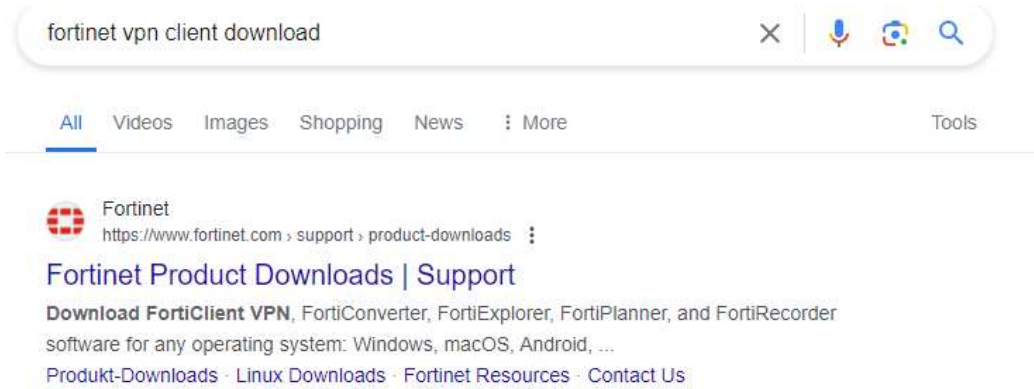 fortinet vpn client download
All Videos Images Shopping News ⋮ More Tools
Fortinet
https://www.fortinet.com › support › product-downloads ⋮
Fortinet Product Downloads | Support
Download FortiClient VPN, FortiConverter, FortiExplorer, FortiPlanner, and FortiRecorder
software for any operating system: Windows, macOS, Android, ...
Produkt-Downloads · Linux Downloads · Fortinet Resources · Contact Us